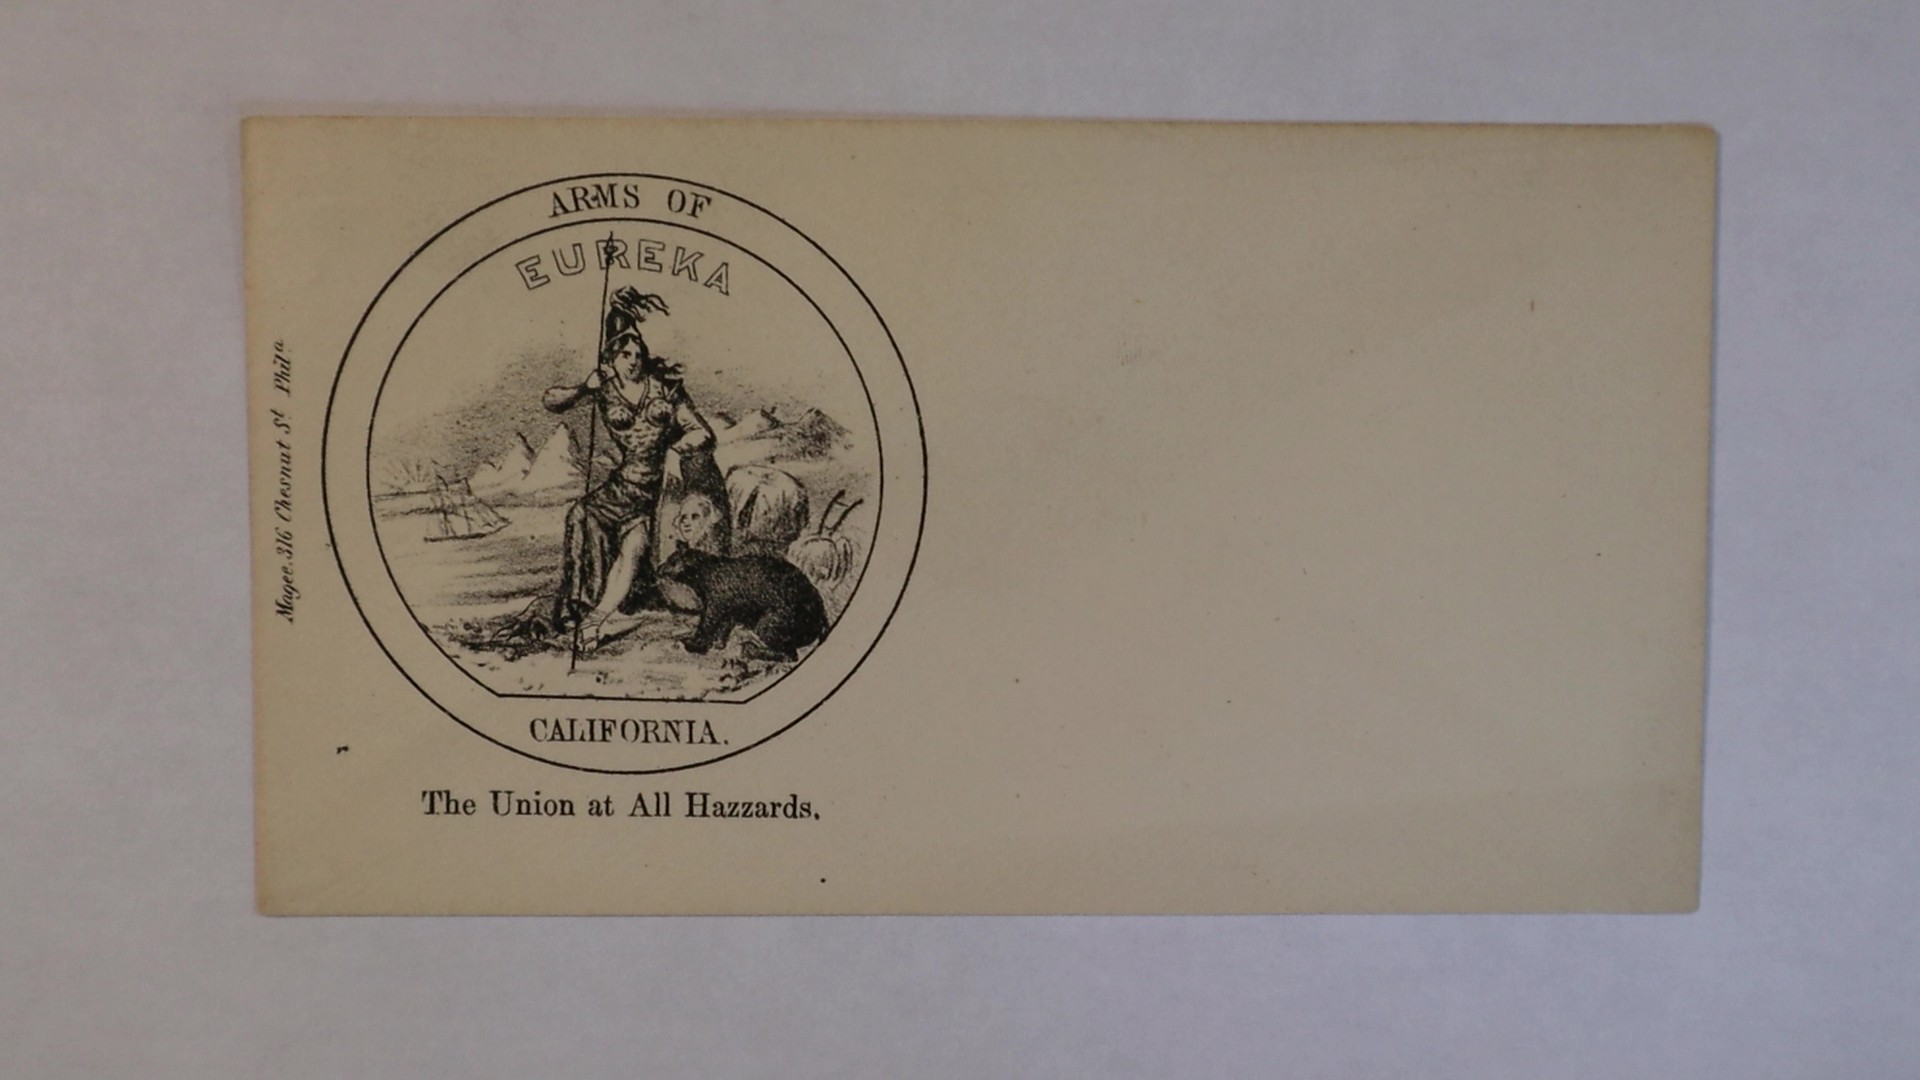 ARMS OF
EUREKA
CALIFORNIA.
The Union at All Hazzards.
Magee. 316 Chesnut St Phila